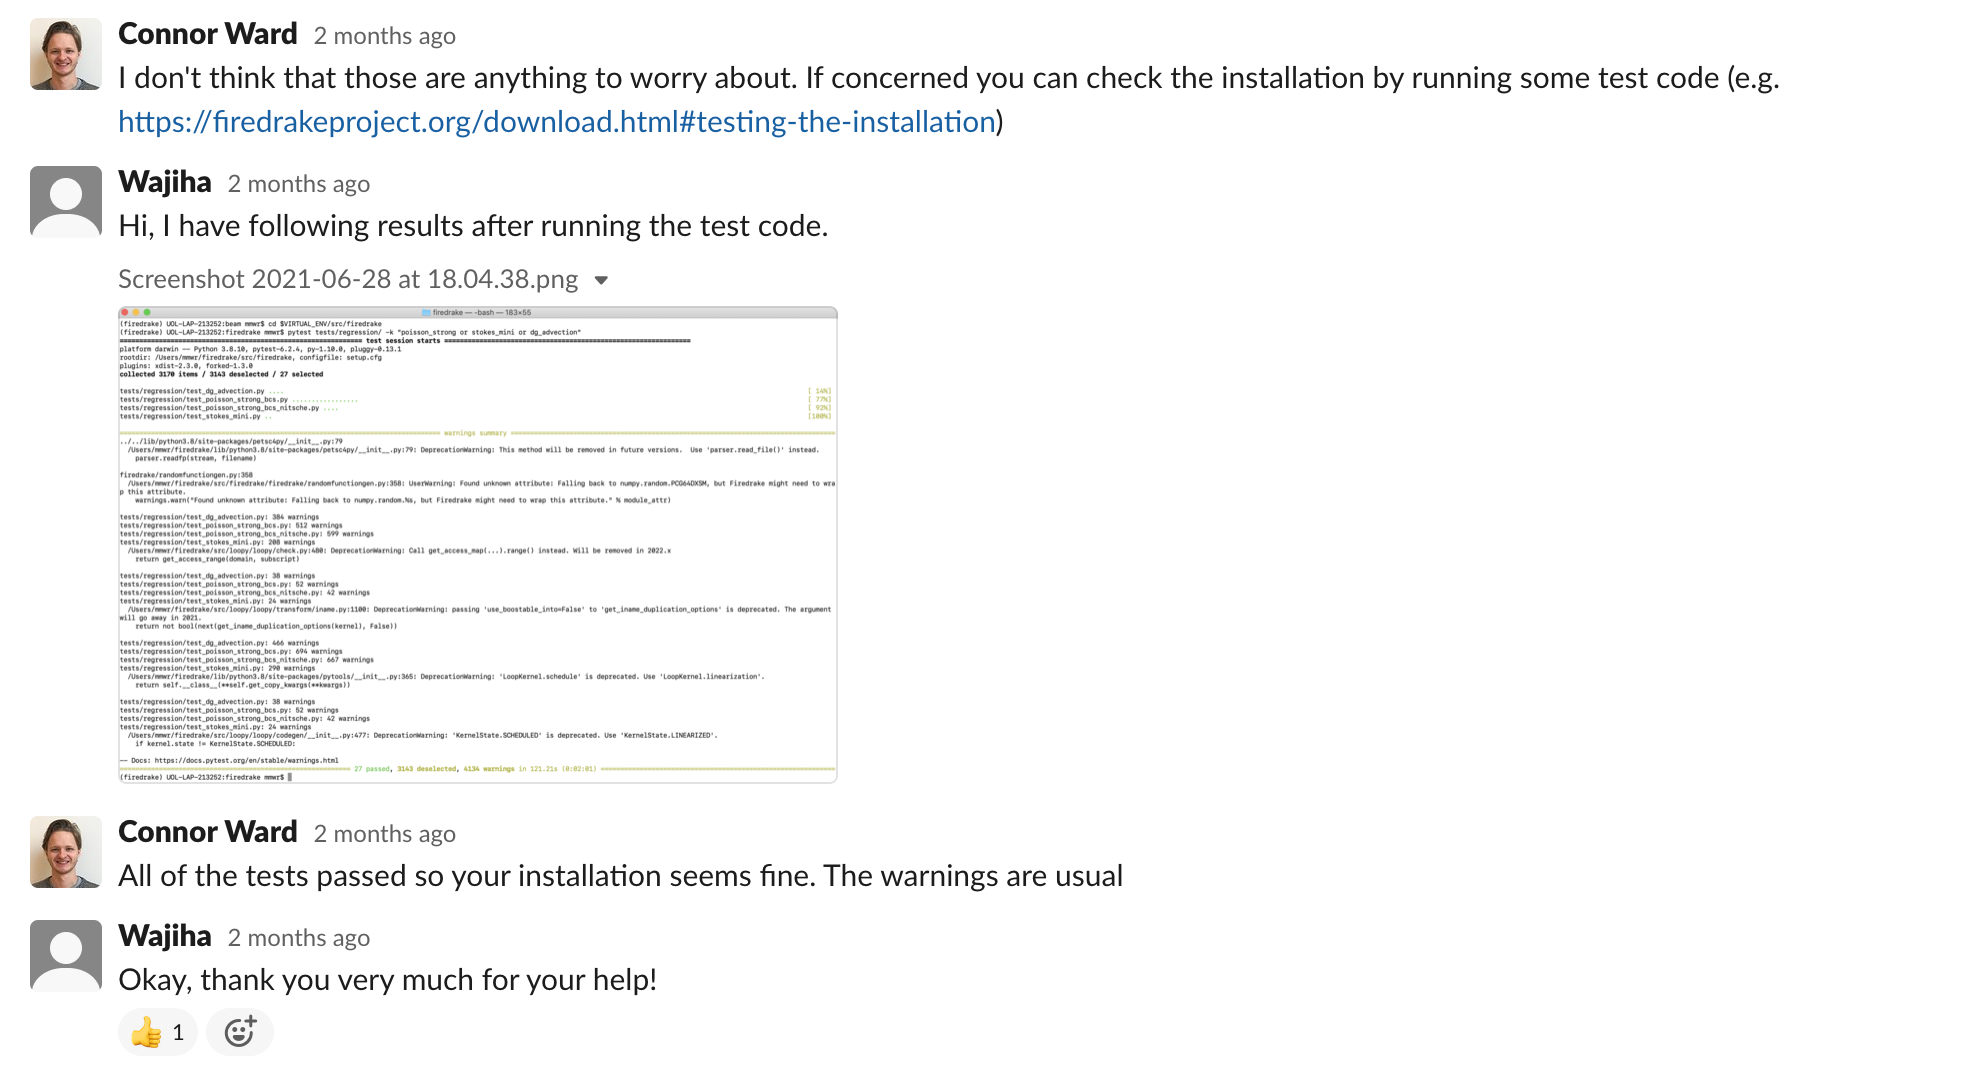 Connor Ward 2 months ago
I don't think that those are anything to worry about. If concerned you can check the installation by running some test code (e.g.
https://firedrakeproject.org/download.html#testing-the-installation)
Wajiha 2 months ago
Hi, I have following results after running the test code.
Screenshot 2021-06-28 at 18.04.38.png
firedrake — -bash — 183×55
(firedrake) UOL-LAP-213252:beam mmwr$ cd $VIRTUAL_ENV/src/firedrake
(firedrake) UOL-LAP-213252:firedrake mmwr$ pytest tests/regression/ -k "poisson_strong or stokes_mini or dg_advection"
test session starts
platform darwin -- Python 3.8.10, pytest-6.2.4, py-1.10.0, pluggy-0.13.1
rootdir: /Users/mmwr/firedrake/src/firedrake, configfile: setup.cfg
plugins: xdist-2.3.0, forked-1.3.0
collected 3170 items / 3143 deselected / 27 selected
tests/regression/test_dg_advection.py .... [ 14%]
tests/regression/test_poisson_strong_bcs.py ................. [ 77%]
tests/regression/test_poisson_strong_bcs_nitsche.py .... [ 92%]
tests/regression/test_stokes_mini.py .. [100%]
warnings summary
../../lib/python3.8/site-packages/petsc4py/__init__.py:79
/Users/mmwr/firedrake/lib/python3.8/site-packages/petsc4py/__init__.py:79: DeprecationWarning: This method will be removed in future versions.  Use 'parser.read_file()' instead.
parser.readfp(stream, filename)
firedrake/randomfunctiongen.py:358
/Users/mmwr/firedrake/src/firedrake/firedrake/randomfunctiongen.py:358: UserWarning: Found unknown attribute: Falling back to numpy.random.PCG64DXSM, but Firedrake might need to wra
p this attribute.
warnings.warn("Found unknown attribute: Falling back to numpy.random.%s, but Firedrake might need to wrap this attribute." % module_attr)
tests/regression/test_dg_advection.py: 384 warnings
tests/regression/test_poisson_strong_bcs.py: 512 warnings
tests/regression/test_poisson_strong_bcs_nitsche.py: 599 warnings
tests/regression/test_stokes_mini.py: 208 warnings
/Users/mmwr/firedrake/src/loopy/loopy/check.py:480: DeprecationWarning: Call get_access_map(...).range() instead. Will be removed in 2022.x
return get_access_range(domain, subscript)
tests/regression/test_dg_advection.py: 38 warnings
tests/regression/test_poisson_strong_bcs.py: 52 warnings
tests/regression/test_poisson_strong_bcs_nitsche.py: 42 warnings
tests/regression/test_stokes_mini.py: 24 warnings
/Users/mmwr/firedrake/src/loopy/loopy/transform/iname.py:1100: DeprecationWarning: passing 'use_boostable_into=False' to 'get_iname_duplication_options' is deprecated. The argument
will go away in 2021.
return not bool(next(get_iname_duplication_options(kernel), False))
tests/regression/test_dg_advection.py: 466 warnings
tests/regression/test_poisson_strong_bcs.py: 694 warnings
tests/regression/test_poisson_strong_bcs_nitsche.py: 667 warnings
tests/regression/test_stokes_mini.py: 290 warnings
/Users/mmwr/firedrake/lib/python3.8/site-packages/pytools/__init__.py:365: DeprecationWarning: 'LoopKernel.schedule' is deprecated. Use 'LoopKernel.linearization'.
return self.__class__(**self.get_copy_kwargs(**kwargs))
tests/regression/test_dg_advection.py: 38 warnings
tests/regression/test_poisson_strong_bcs.py: 52 warnings
tests/regression/test_poisson_strong_bcs_nitsche.py: 42 warnings
tests/regression/test_stokes_mini.py: 24 warnings
/Users/mmwr/firedrake/src/loopy/loopy/codegen/__init__.py:477: DeprecationWarning: 'KernelState.SCHEDULED' is deprecated. Use 'KernelState.LINEARIZED'.
if kernel.state != KernelState.SCHEDULED:
-- Docs: https://docs.pytest.org/en/stable/warnings.html
27 passed, 3143 deselected, 4134 warnings in 121.21s (0:02:01)
(firedrake) UOL-LAP-213252:firedrake mmwr$
Connor Ward 2 months ago
All of the tests passed so your installation seems fine. The warnings are usual
Wajiha 2 months ago
Okay, thank you very much for your help!
1